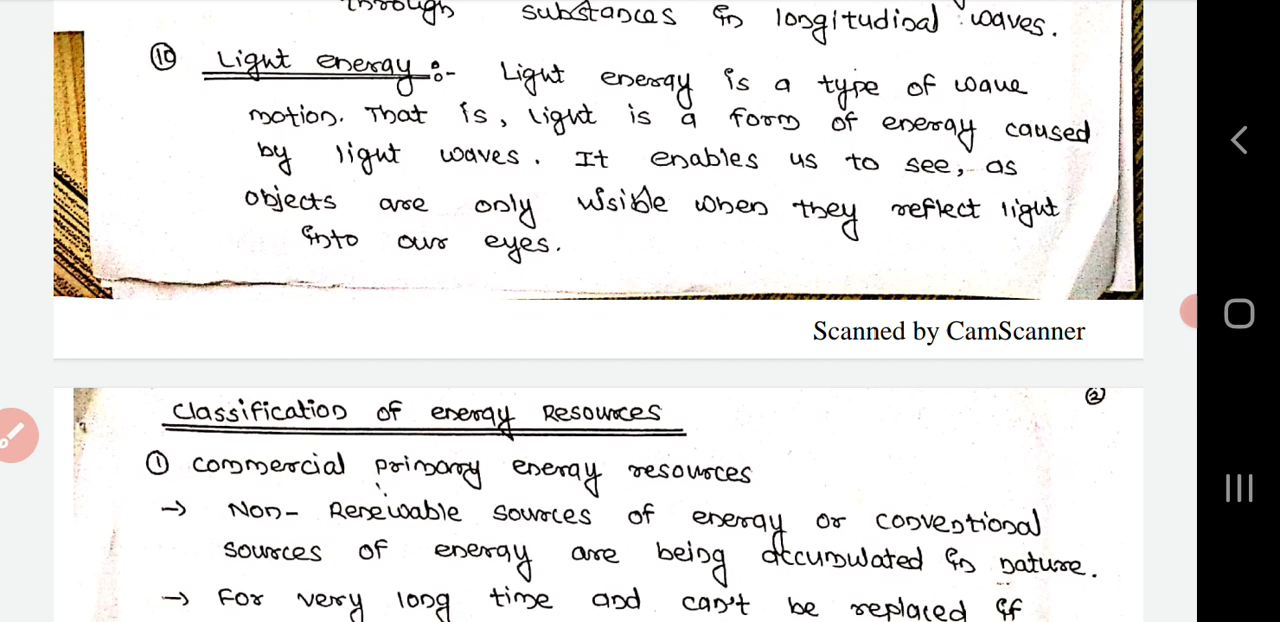 through substances in longitudinal waves.
⑩ Light energy :- Light energy is a type of wave
motion. That is, light is a form of energy caused
by light waves. It enables us to see, as
objects are only visible when they reflect light
into our eyes.
Scanned by CamScanner
②
Classification of energy Resources
① Commercial primary energy resources
→ Non-Renewable sources of energy or conventional
sources of energy are being accumulated in nature.
→ For very long time and can't be replaced if